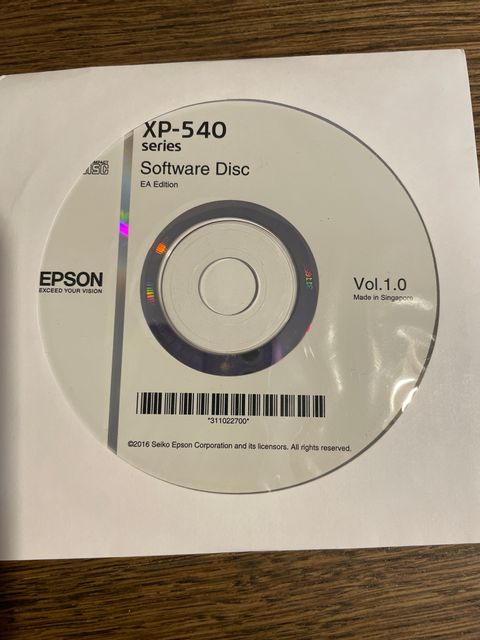 XP-540
series
Software Disc
EA Edition
DISC
EPSON
EXCEED YOUR VISION
Vol.1.0
Made in Singapore
*311022700*
©2016 Seiko Epson Corporation and its licensors. All rights reserved.